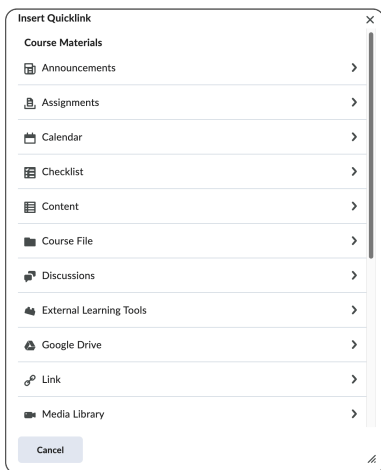 Insert Quicklink
Course Materials
Announcements
Assignments
Calendar
Checklist
Content
Course File
Discussions
External Learning Tools
Google Drive
Link
Media Library
Cancel